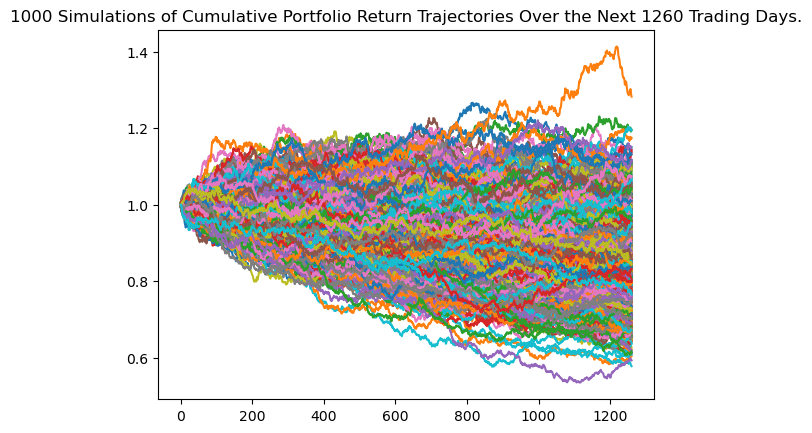 1000 Simulations of Cumulative Portfolio Return Trajectories Over the Next 1260 Trading Days.
1.4
1.2
1.0
0.8
0.6
0 200 400 600 800 1000 1200